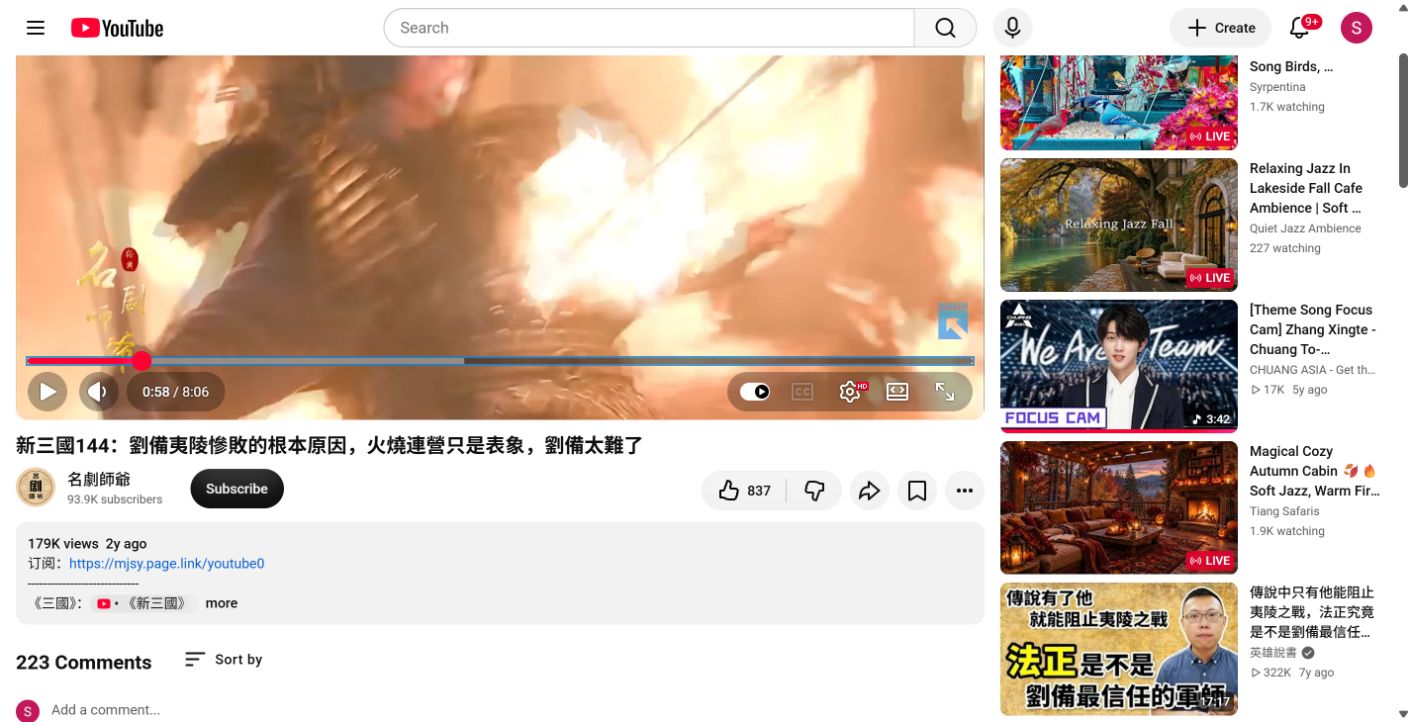 YouTube
Search
Create
9+
S
名
劇
師
爺
0:58 / 8:06
CC
HD
新三國144：劉備夷陵慘敗的根本原因，火燒連營只是表象，劉備太難了
名劇師爺
93.9K subscribers
Subscribe
837
179K views 2y ago
订阅：https://mjsy.page.link/youtube0
-----------------------------
《三國》： • 《新三國》 ...more
223 Comments
Sort by
S
Add a comment...
Song Birds, …
Syrpentina
1.7K watching
LIVE
Relaxing Jazz Fall
LIVE
Relaxing Jazz In
Lakeside Fall Cafe
Ambience | Soft …
Quiet Jazz Ambience
227 watching
CHUANG
We Are Team
FOCUS CAM
3:42
[Theme Song Focus
Cam] Zhang Xingte -
Chuang To-…
CHUANG ASIA - Get th…
17K 5y ago
LIVE
Magical Cozy
Autumn Cabin 🍂🔥
Soft Jazz, Warm Fir…
Tiang Safaris
1.9K watching
傳說有了他
就能阻止夷陵之戰
法正是不是
劉備最信任的軍師
17:17
傳說中只有他能阻止
夷陵之戰，法正究竟
是不是劉備最信任…
英雄說書
322K 7y ago